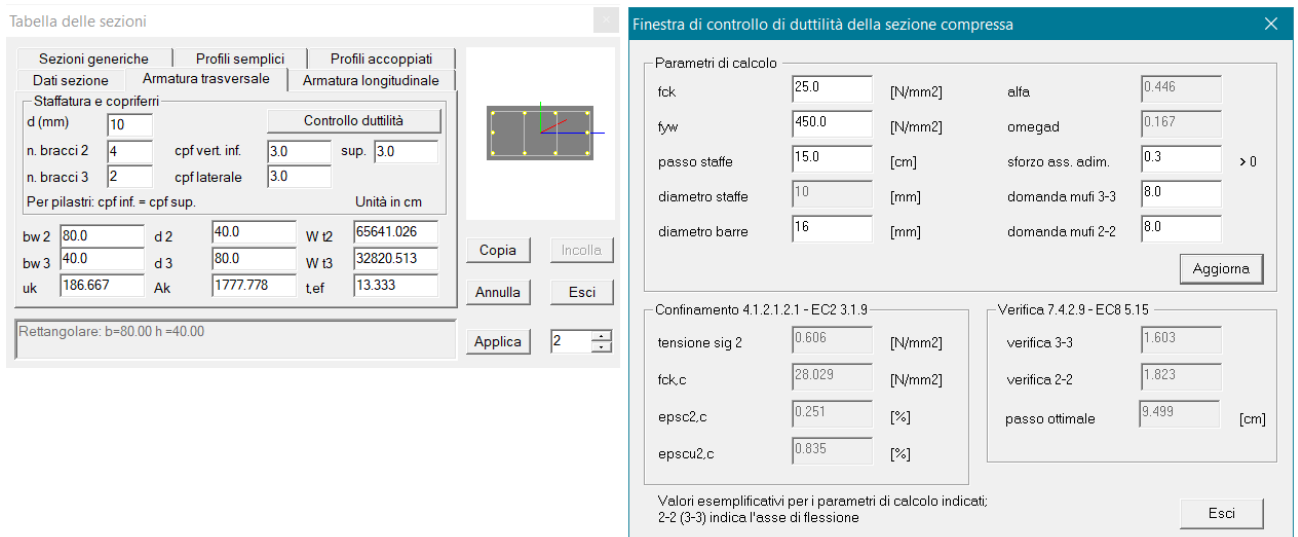 Tabella delle sezioni
Sezioni generiche Profili semplici Profili accoppiati
Dati sezione Armatura trasversale Armatura longitudinale
Staffatura e copriferri
d (mm) 10 Controllo duttilità
n. bracci 2 4 cpf vert. inf. 3.0 sup. 3.0
n. bracci 3 2 cpf laterale 3.0
Per pilastri: cpf inf. = cpf sup. Unità in cm
bw 2 80.0 d 2 40.0 W t2 65641.026
bw 3 40.0 d 3 80.0 W t3 32820.513
uk 186.667 Ak 1777.778 t,ef 13.333
Rettangolare: b=80.00 h =40.00
Copia Incolla
Annulla Esci
Applica 2
Finestra di controllo di duttilità della sezione compressa
Parametri di calcolo
fck 25.0 [N/mm2] alfa 0.446
fyw 450.0 [N/mm2] omegad 0.167
passo staffe 15.0 [cm] sforzo ass. adim. 0.3 > 0
diametro staffe 10 [mm] domanda mufi 3-3 8.0
diametro barre 16 [mm] domanda mufi 2-2 8.0
Aggiorna
Confinamento 4.1.2.1.2.1 - EC2 3.1.9
tensione sig 2 0.606 [N/mm2]
fck,c 28.029 [N/mm2]
epsc2,c 0.251 [%]
epscu2,c 0.835 [%]
Verifica 7.4.2.9 - EC8 5.15
verifica 3-3 1.603
verifica 2-2 1.823
passo ottimale 9.499 [cm]
Valori esemplificativi per i parametri di calcolo indicati;
2-2 (3-3) indica l'asse di flessione
Esci